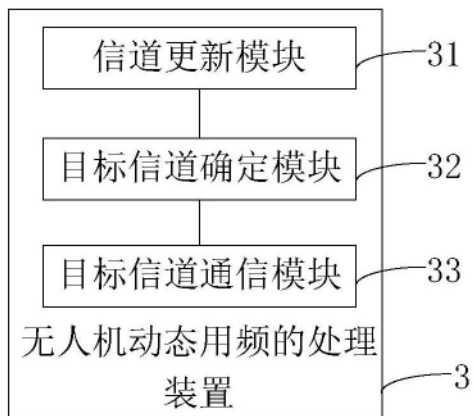 信道更新模块 31
目标信道确定模块 32
目标信道通信模块 33
无人机动态用频的处理
装置 3